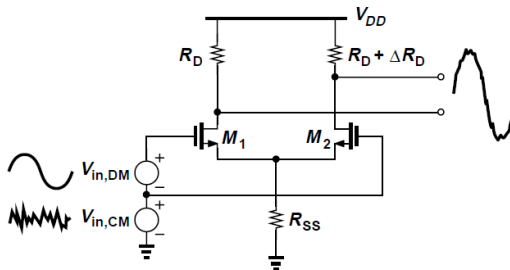 V_DD
R_D
R_D + ΔR_D
M_1
M_2
V_in,DM
+
−
V_in,CM
+
−
R_SS